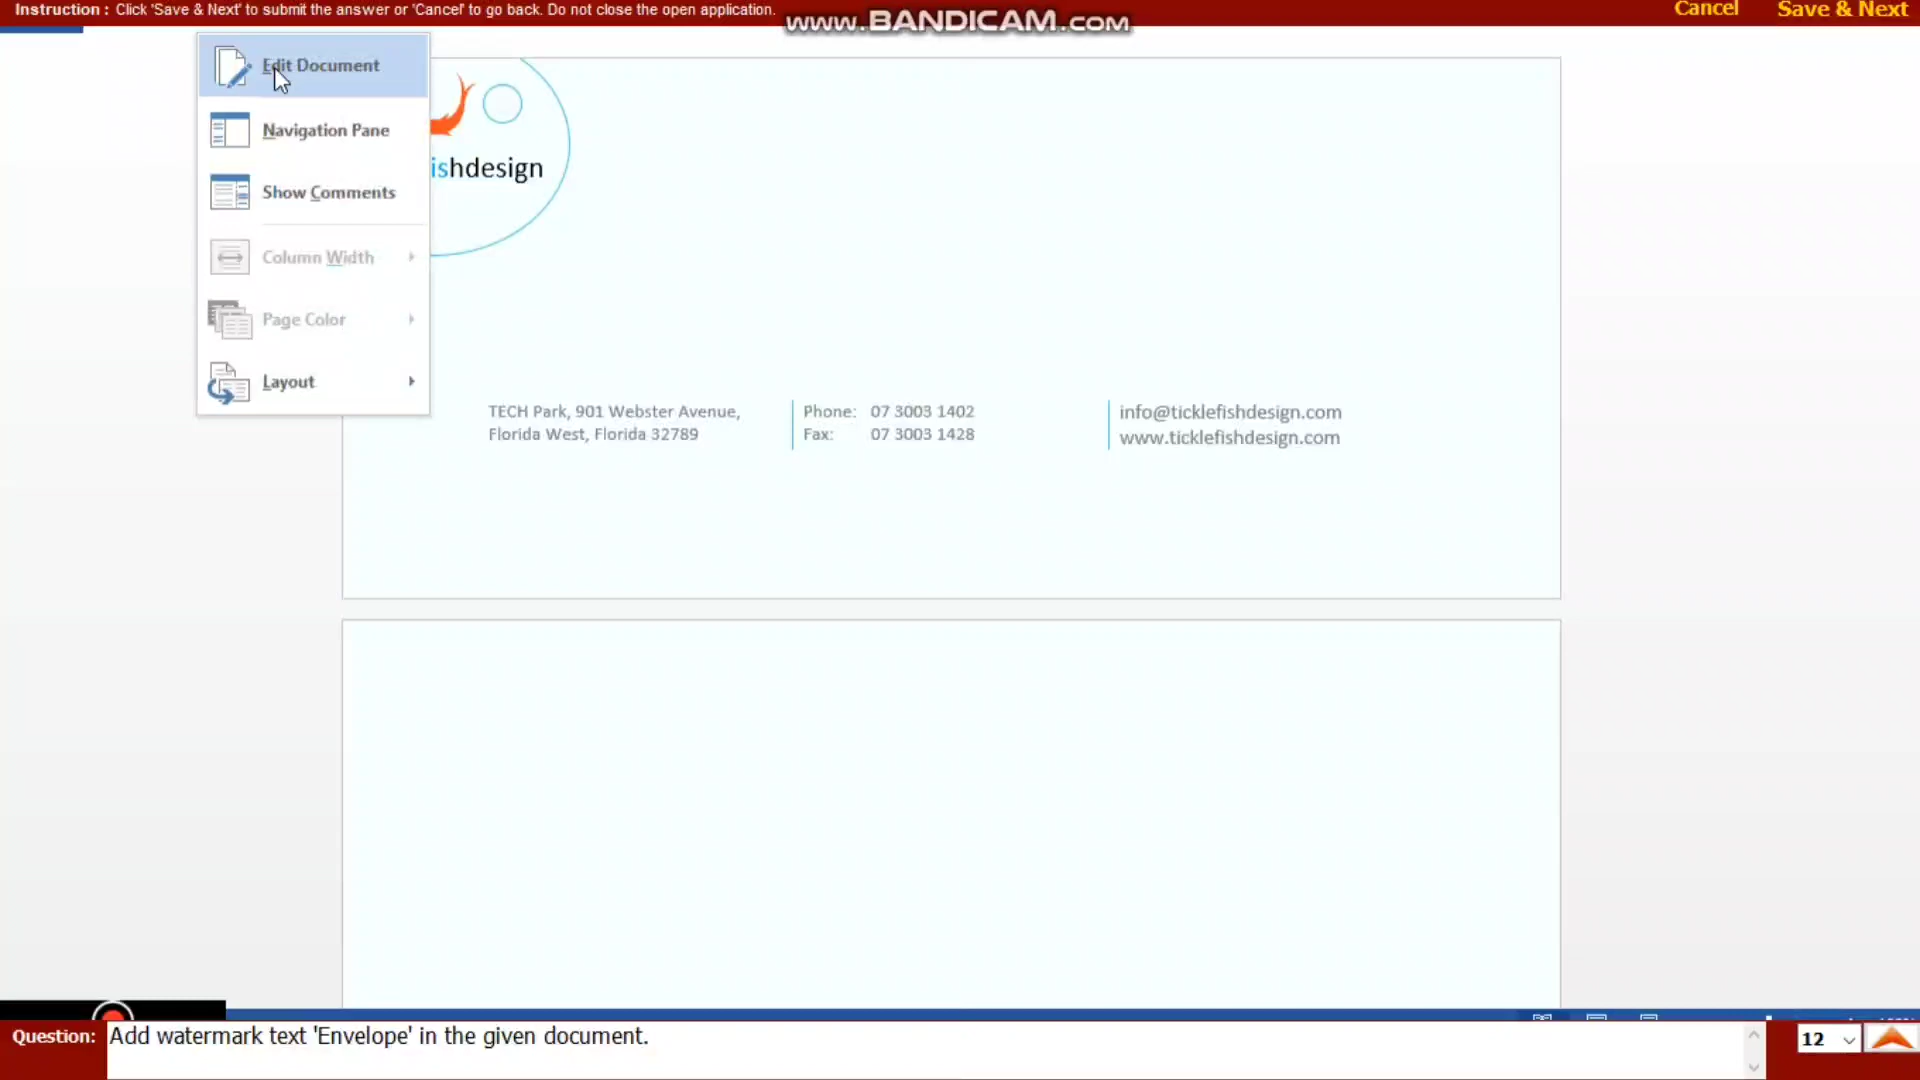 Instruction : Click 'Save & Next' to submit the answer or 'Cancel' to go back. Do not close the open application.
www.BANDICAM.com
Cancel Save & Next
Edit Document
Navigation Pane
Show Comments
Column Width
Page Color
Layout
ishdesign
TECH Park, 901 Webster Avenue,
Florida West, Florida 32789
Phone: 07 3003 1402
Fax: 07 3003 1428
info@ticklefishdesign.com
www.ticklefishdesign.com
Question: Add watermark text 'Envelope' in the given document.
12